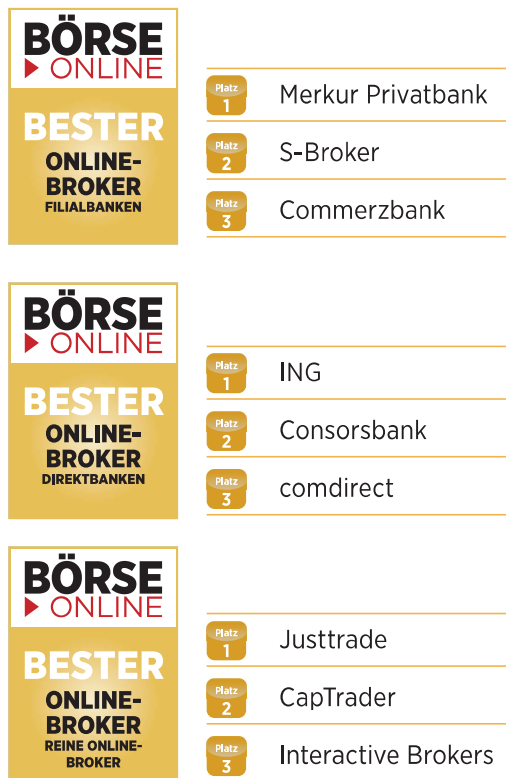 BÖRSE
ONLINE
BESTER
ONLINE-
BROKER
FILIALBANKEN
Platz 1 Merkur Privatbank
Platz 2 S-Broker
Platz 3 Commerzbank
BÖRSE
ONLINE
BESTER
ONLINE-
BROKER
DIREKTBANKEN
Platz 1 ING
Platz 2 Consorsbank
Platz 3 comdirect
BÖRSE
ONLINE
BESTER
ONLINE-
BROKER
REINE ONLINE-
BROKER
Platz 1 Justtrade
Platz 2 CapTrader
Platz 3 Interactive Brokers